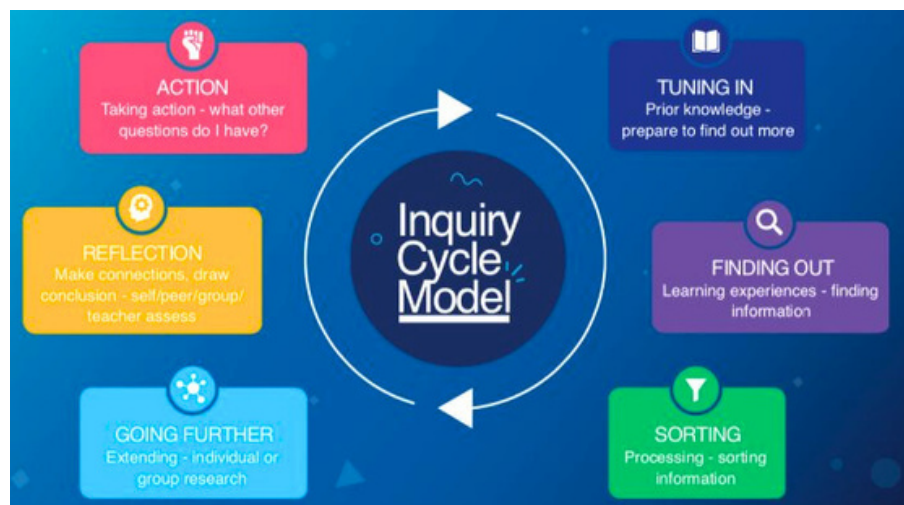 Inquiry
Cycle
Model
TUNING IN
Prior knowledge -
prepare to find out more
FINDING OUT
Learning experiences - finding
information
SORTING
Processing - sorting
information
GOING FURTHER
Extending - individual or
group research
REFLECTION
Make connections, draw
conclusion - self/peer/group/
teacher assess
ACTION
Taking action - what other
questions do I have?